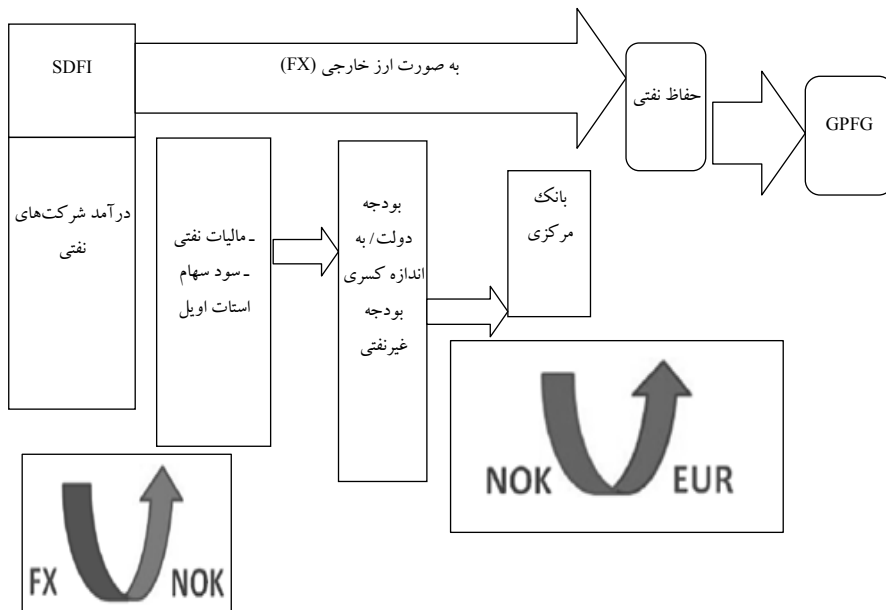 SDFI
به صورت ارز خارجی (FX)
حفاظ نفتی
GPFG
درآمد شرکت‌های
نفتی
ـ مالیات نفتی
ـ سود سهام
استات اویل
بودجه
دولت/ به
اندازه کسری
بودجه
غیرنفتی
بانک
مرکزی
NOK
EUR
FX
NOK